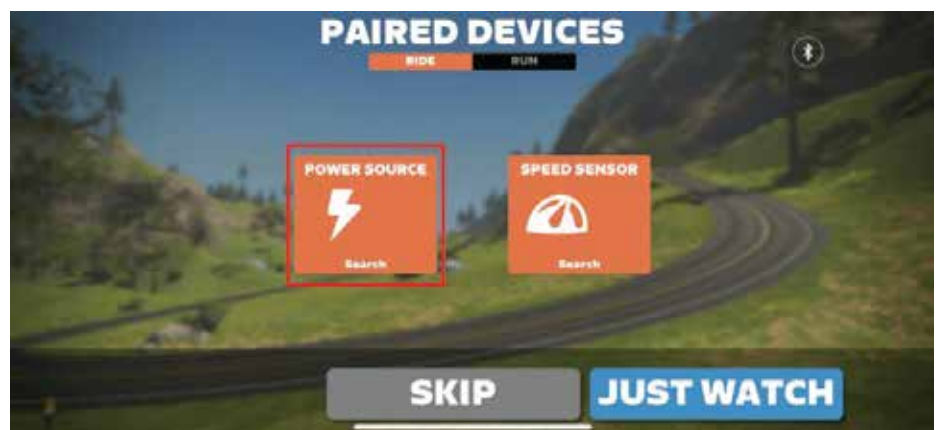 PAIRED DEVICES
RIDE RUN
POWER SOURCE
Search
SPEED SENSOR
Search
SKIP
JUST WATCH